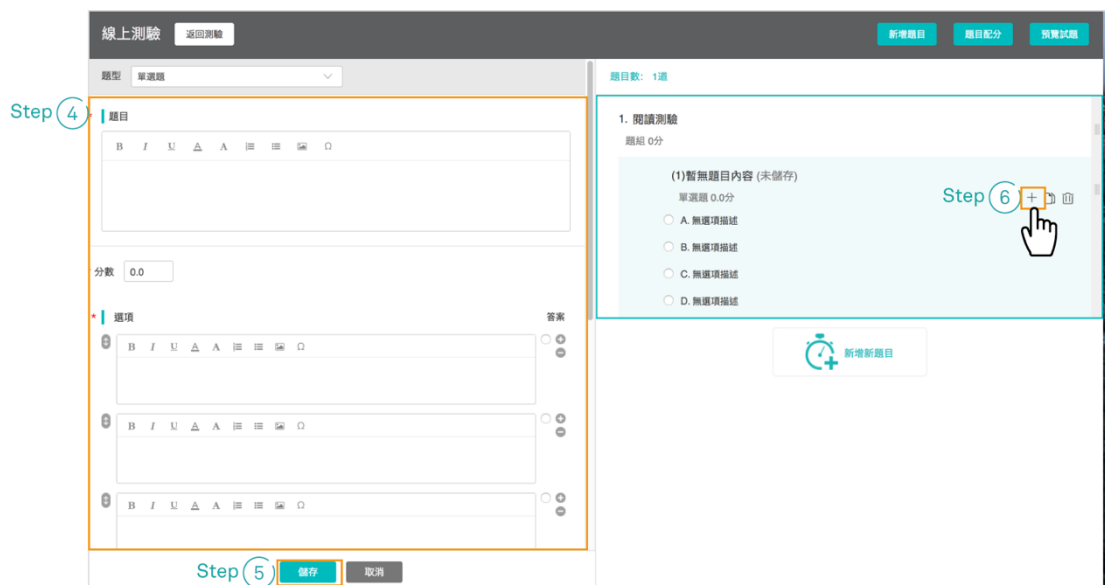 線上測驗 返回測驗 新增題目 題目配分 預覽試題
題型 單選題
題目數: 1道
Step 4
* 題目
B I U A A Ω
1. 閱讀測驗
題組 0分
(1)暫無題目內容 (未儲存)
單選題 0.0分
Step 6
A. 無選項描述
B. 無選項描述
C. 無選項描述
D. 無選項描述
新增新題目
分數 0.0
* 選項 答案
B I U A A Ω
B I U A A Ω
B I U A A Ω
Step 5 儲存 取消